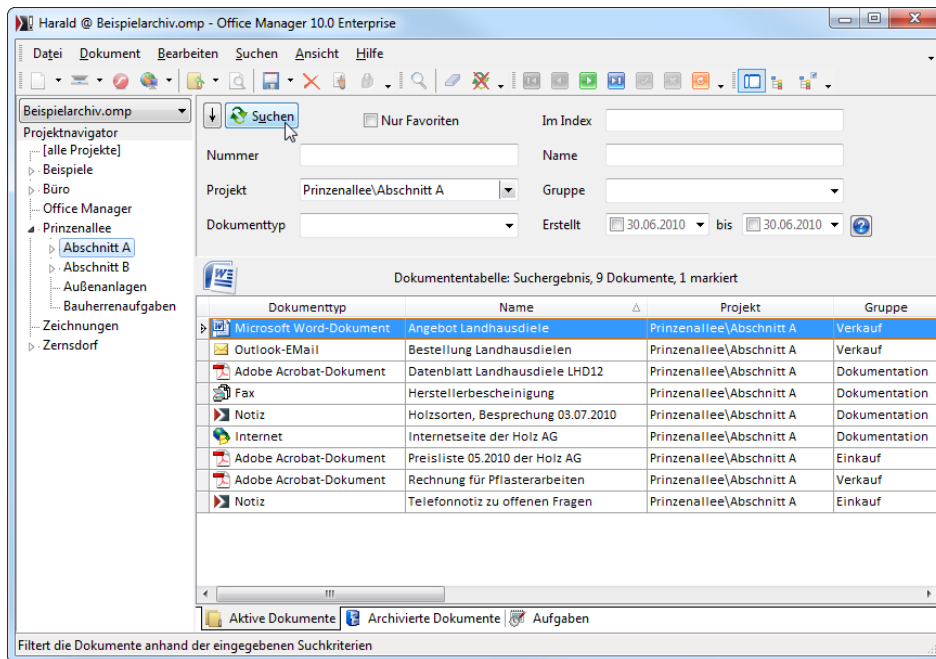 Harald @ Beispielarchiv.omp - Office Manager 10.0 Enterprise
Datei Dokument Bearbeiten Suchen Ansicht Hilfe
Beispielarchiv.omp
Projektnavigator
[alle Projekte]
Beispiele
Büro
Office Manager
Prinzenallee
Abschnitt A
Abschnitt B
Außenanlagen
Bauherrenaufgaben
Zeichnungen
Zernsdorf
Suchen Nur Favoriten Im Index
Nummer Name
Projekt Prinzenallee\Abschnitt A Gruppe
Dokumenttyp Erstellt 30.06.2010 bis 30.06.2010
Dokumententabelle: Suchergebnis, 9 Dokumente, 1 markiert
Dokumenttyp Name Projekt Gruppe
Microsoft Word-Dokument Angebot Landhausdiele Prinzenallee\Abschnitt A Verkauf
Outlook-EMail Bestellung Landhausdielen Prinzenallee\Abschnitt A Verkauf
Adobe Acrobat-Dokument Datenblatt Landhausdiele LHD12 Prinzenallee\Abschnitt A Dokumentation
Fax Herstellerbescheinigung Prinzenallee\Abschnitt A Dokumentation
Notiz Holzsorten, Besprechung 03.07.2010 Prinzenallee\Abschnitt A Dokumentation
Internet Internetseite der Holz AG Prinzenallee\Abschnitt A Dokumentation
Adobe Acrobat-Dokument Preisliste 05.2010 der Holz AG Prinzenallee\Abschnitt A Einkauf
Adobe Acrobat-Dokument Rechnung für Pflasterarbeiten Prinzenallee\Abschnitt A Verkauf
Notiz Telefonnotiz zu offenen Fragen Prinzenallee\Abschnitt A Einkauf
Aktive Dokumente Archivierte Dokumente Aufgaben
Filtert die Dokumente anhand der eingegebenen Suchkriterien